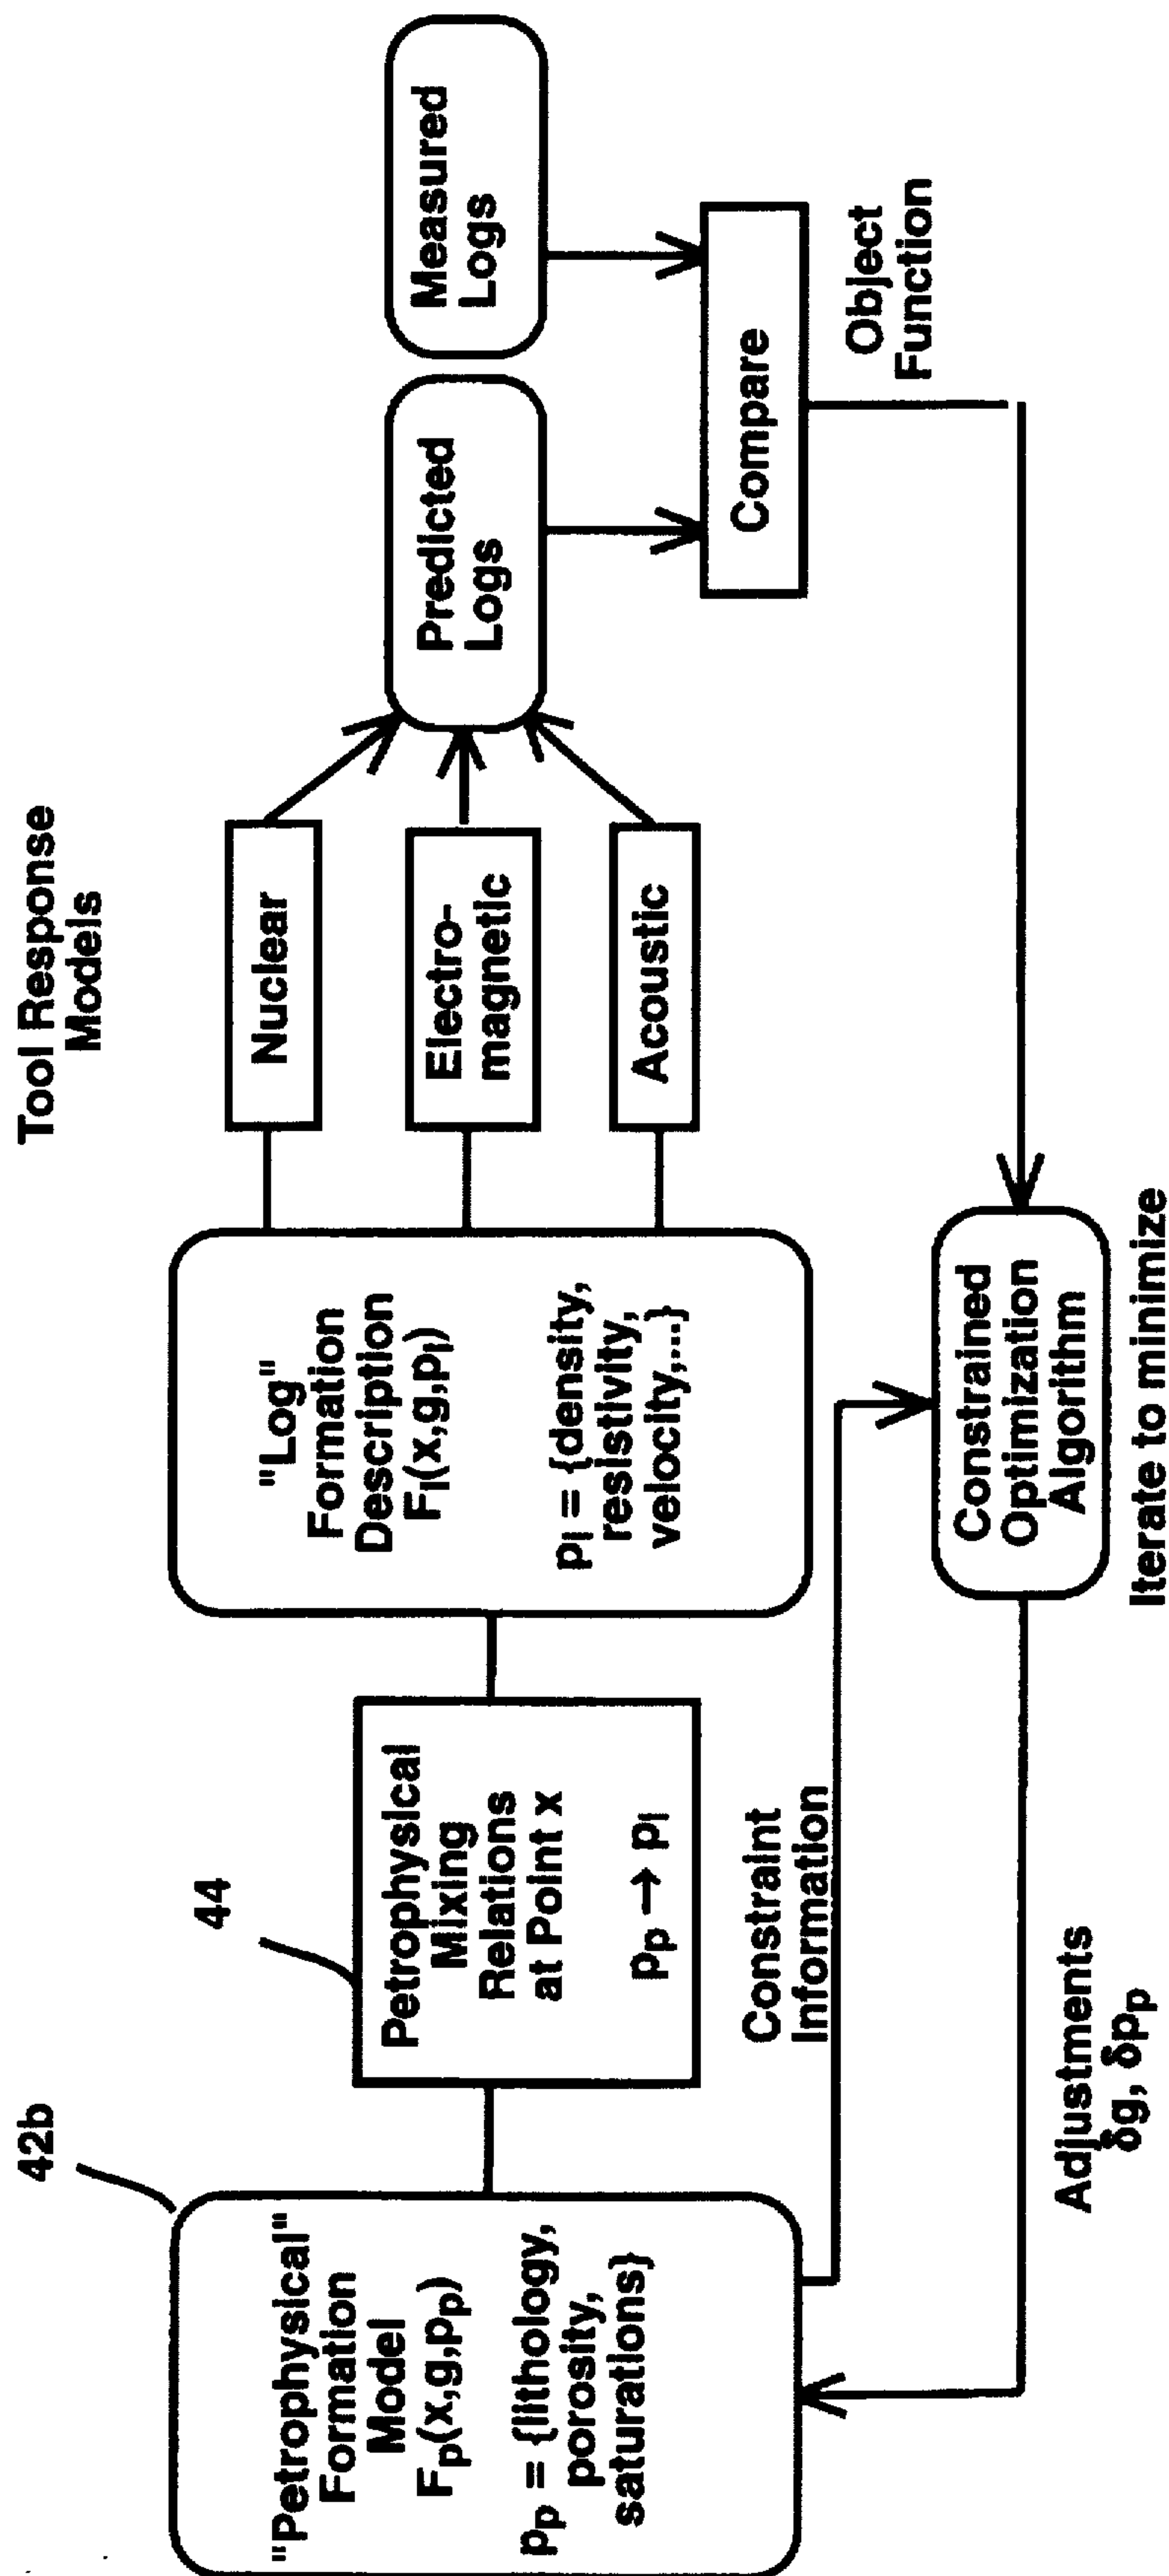 42b
"Petrophysical"
Formation
Model
Fp(x,g,pp)
pp = {lithology,
porosity,
saturations}
44
Petrophysical
Mixing
Relations
at Point x
pp → pl
"Log"
Formation
Description
Fl(x,g,pl)
pl = {density,
resistivity,
velocity,...}
Tool Response
Models
Nuclear
Electro-
magnetic
Acoustic
Predicted
Logs
Measured
Logs
Compare
Object
Function
Constraint
Information
Constrained
Optimization
Algorithm
Iterate to minimize
Adjustments
δg, δpp